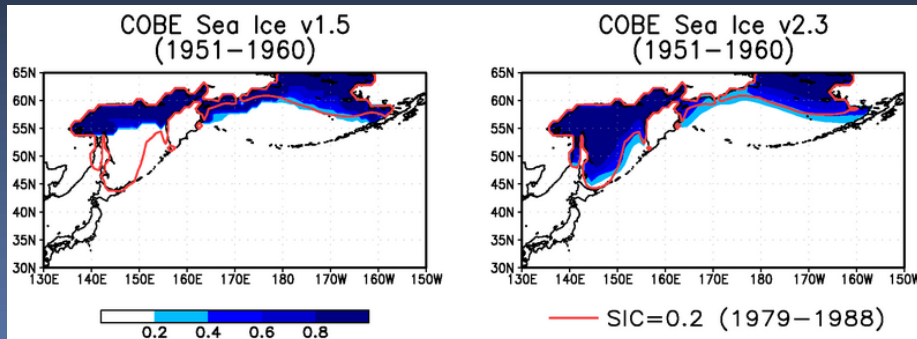 COBE Sea Ice v1.5
(1951−1960)
65N
60N
55N
50N
45N
40N
35N
30N
130E 140E 150E 160E 170E 180 170W 160W 150W
0.2 0.4 0.6 0.8
COBE Sea Ice v2.3
(1951−1960)
65N
60N
55N
50N
45N
40N
35N
30N
130E 140E 150E 160E 170E 180 170W 160W 150W
SIC=0.2 (1979−1988)